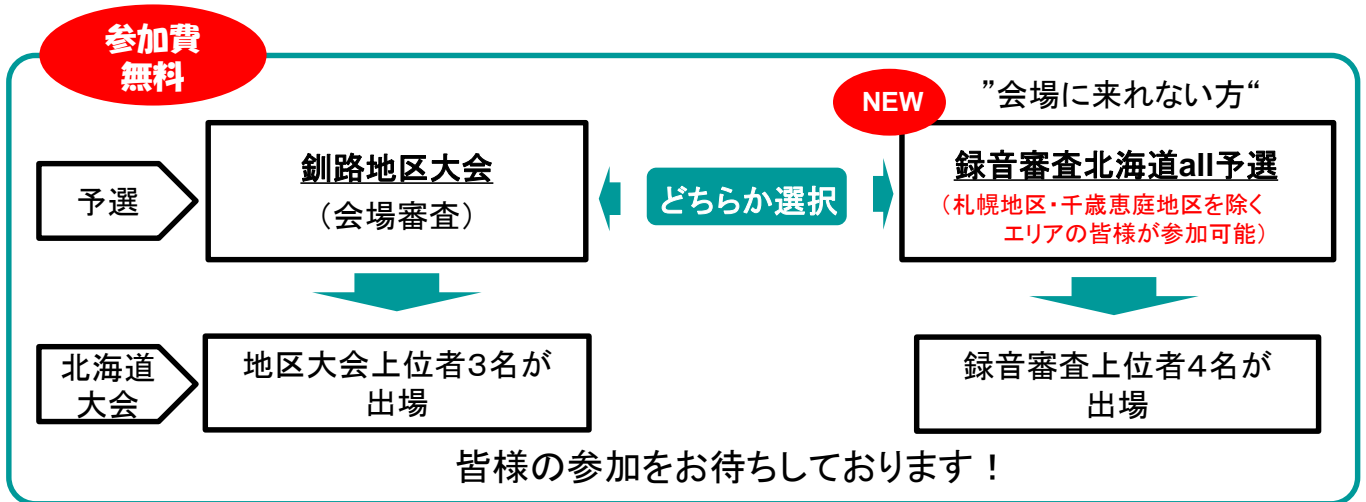 参加費
無料
NEW
”会場に来れない方“
予選
釧路地区大会
（会場審査）
どちらか選択
録音審査北海道all予選
（札幌地区・千歳恵庭地区を除く
エリアの皆様が参加可能）
北海道
大会
地区大会上位者３名が
出場
録音審査上位者４名が
出場
皆様の参加をお待ちしております！